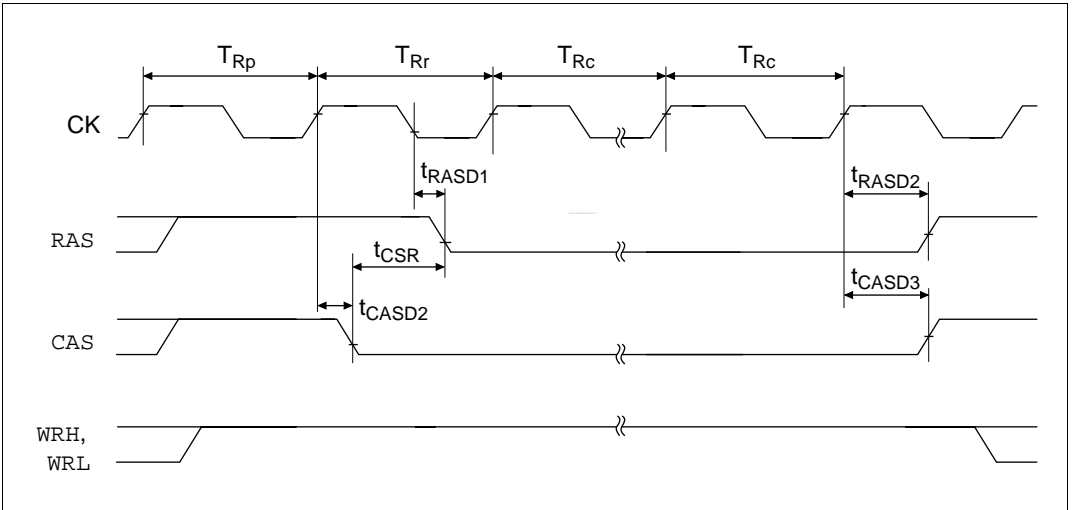 TRp TRr TRc TRc
CK
tRASD1 tRASD2
RAS
tCSR
tCASD3
tCASD2
CAS
WRH,
WRL